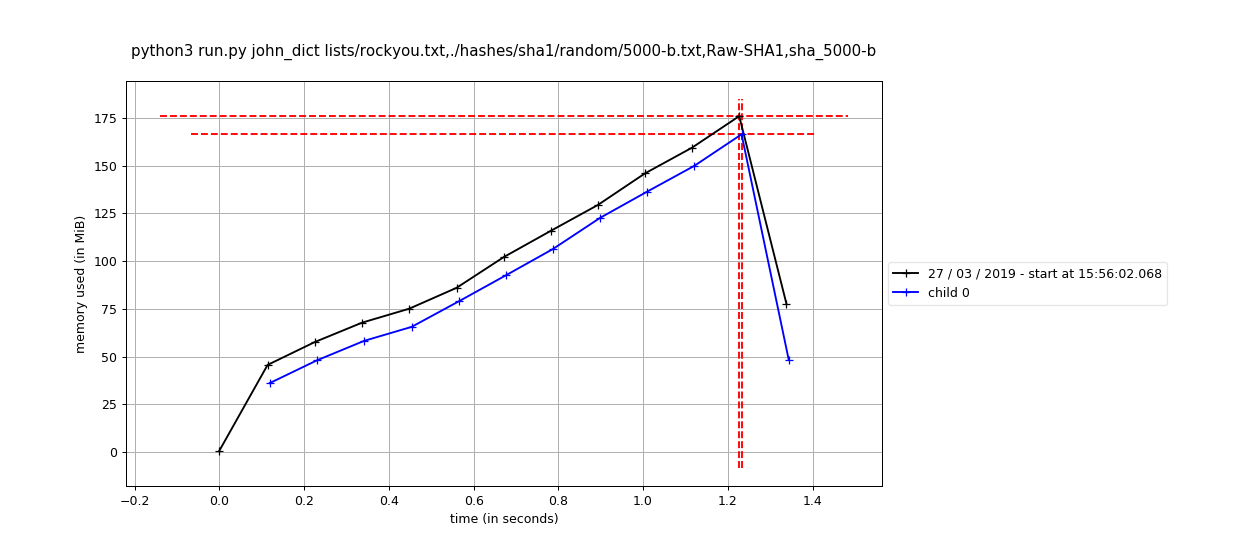 python3 run.py john_dict lists/rockyou.txt,./hashes/sha1/random/5000-b.txt,Raw-SHA1,sha_5000-b
memory used (in MiB)
175
150
125
100
75
50
25
0
−0.2 0.0 0.2 0.4 0.6 0.8 1.0 1.2 1.4
time (in seconds)
27 / 03 / 2019 - start at 15:56:02.068
child 0